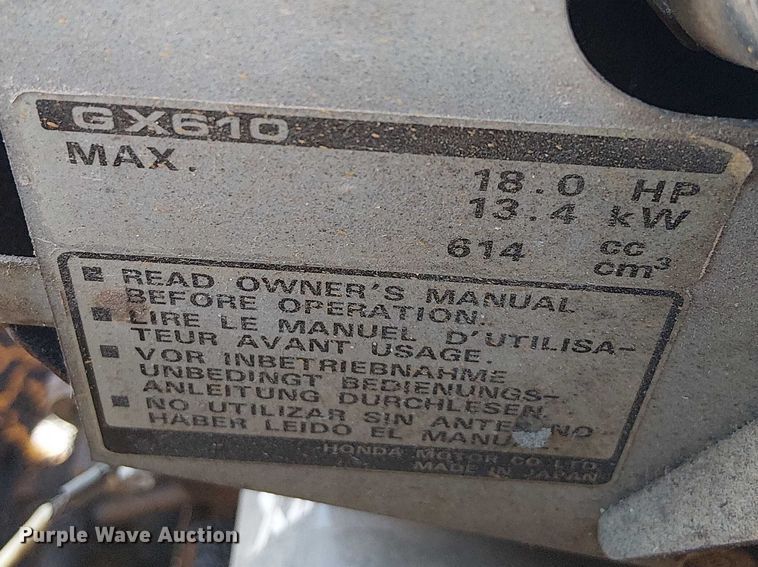 GX610
MAX.
18.0 HP
13.4 kW
614 cc
cm³
■ READ OWNER'S MANUAL
BEFORE OPERATION.
■ LIRE LE MANUEL D'UTILISA-
TEUR AVANT USAGE.
■ VOR INBETRIEBNAHME
UNBEDINGT BEDIENUNGS-
ANLEITUNG DURCHLESEN.
■ NO UTILIZAR SIN ANTES NO
HABER LEIDO EL
HONDA MOTOR CO., LTD.
MADE IN JAPAN
Purple Wave Auction